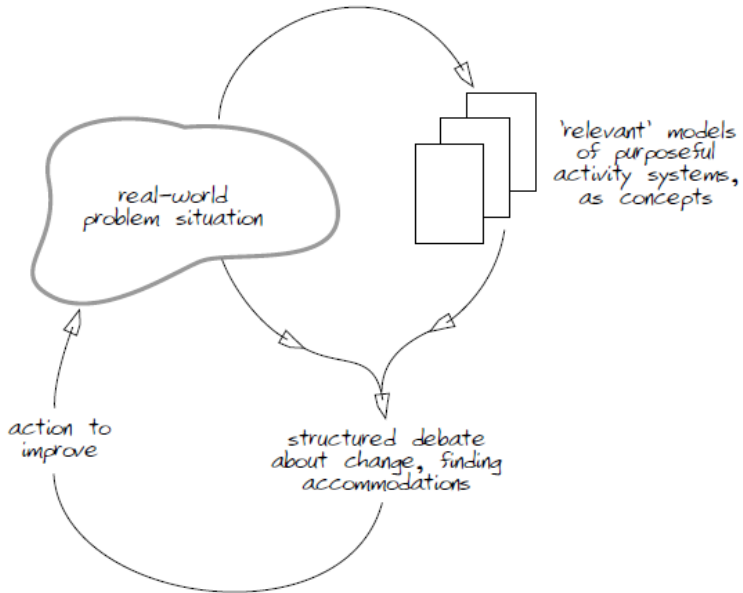 'relevant' models
of purposeful
activity systems,
as concepts
real-world
problem situation
action to
improve
structured debate
about change, finding
accommodations